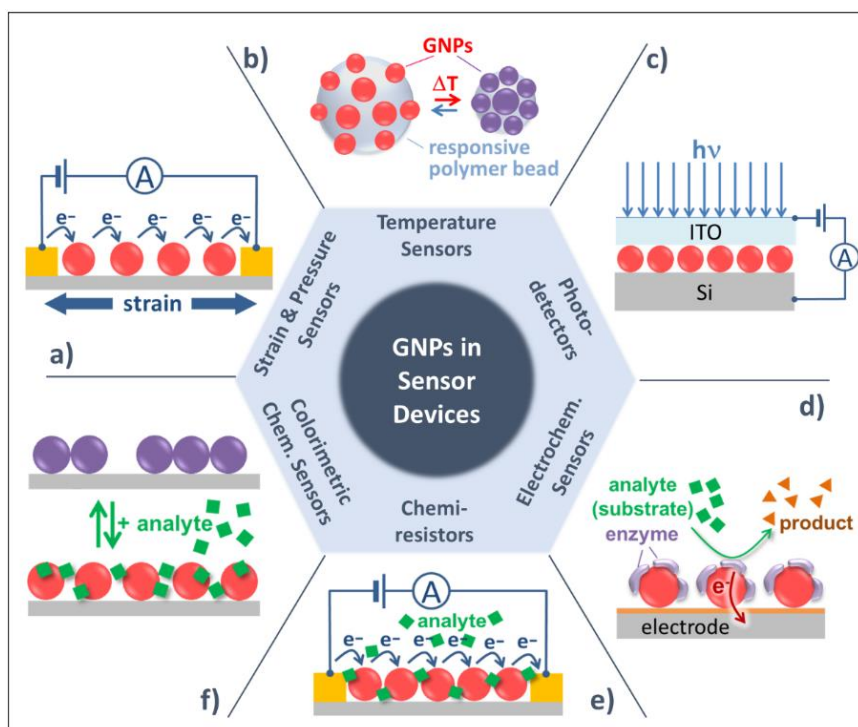 b)
GNPs
ΔT
responsive
polymer bead
c)
hν
ITO
A
Si
A
e⁻ e⁻ e⁻ e⁻ e⁻
strain
a)
Temperature
Sensors
Strain & Pressure
Sensors
Photo-
detectors
GNPs in
Sensor
Devices
Colorimetric
Chem. Sensors
Electrochem.
Sensors
Chemi-
resistors
d)
analyte
(substrate)
enzyme
product
e⁻
electrode
+ analyte
f)
A
analyte
e⁻ e⁻ e⁻ e⁻ e⁻ e⁻
e)